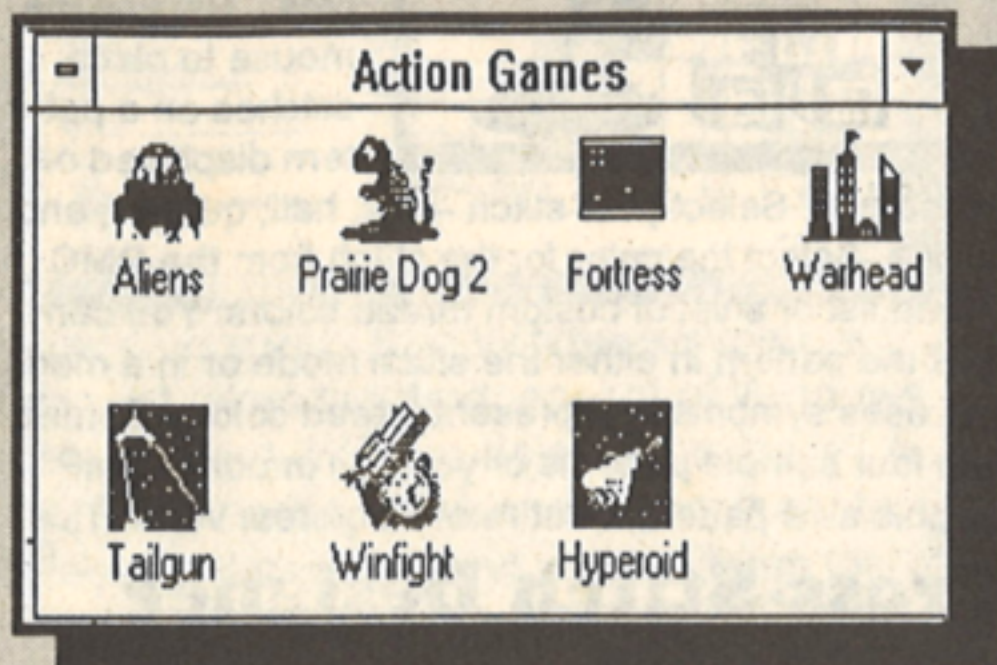 Action Games
Aliens Prairie Dog 2 Fortress Warhead
Tailgun Winfight Hyperoid